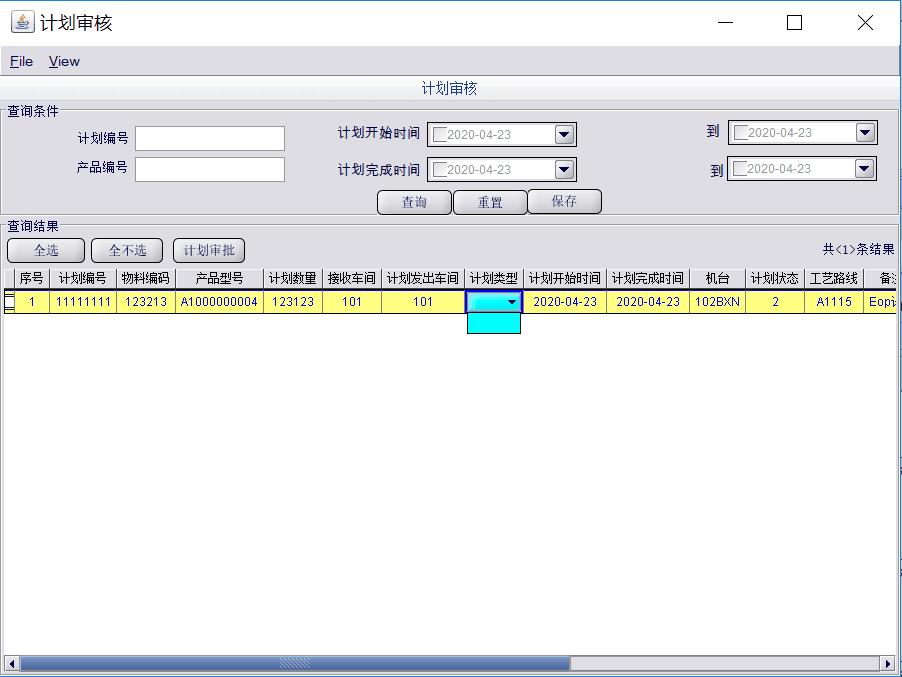 计划审核
File View
计划审核
查询条件
计划编号 计划开始时间 2020-04-23 到 2020-04-23
产品编号 计划完成时间 2020-04-23 到 2020-04-23
查询 重置 保存
查询结果
全选 全不选 计划审批 共<1>条结果
序号 计划编号 物料编码 产品型号 计划数量 接收车间 计划发出车间 计划类型 计划开始时间 计划完成时间 机台 计划状态 工艺路线 备
1 11111111 123213 A1000000004 123123 101 101 2020-04-23 2020-04-23 102BXN 2 A1115 Eopi